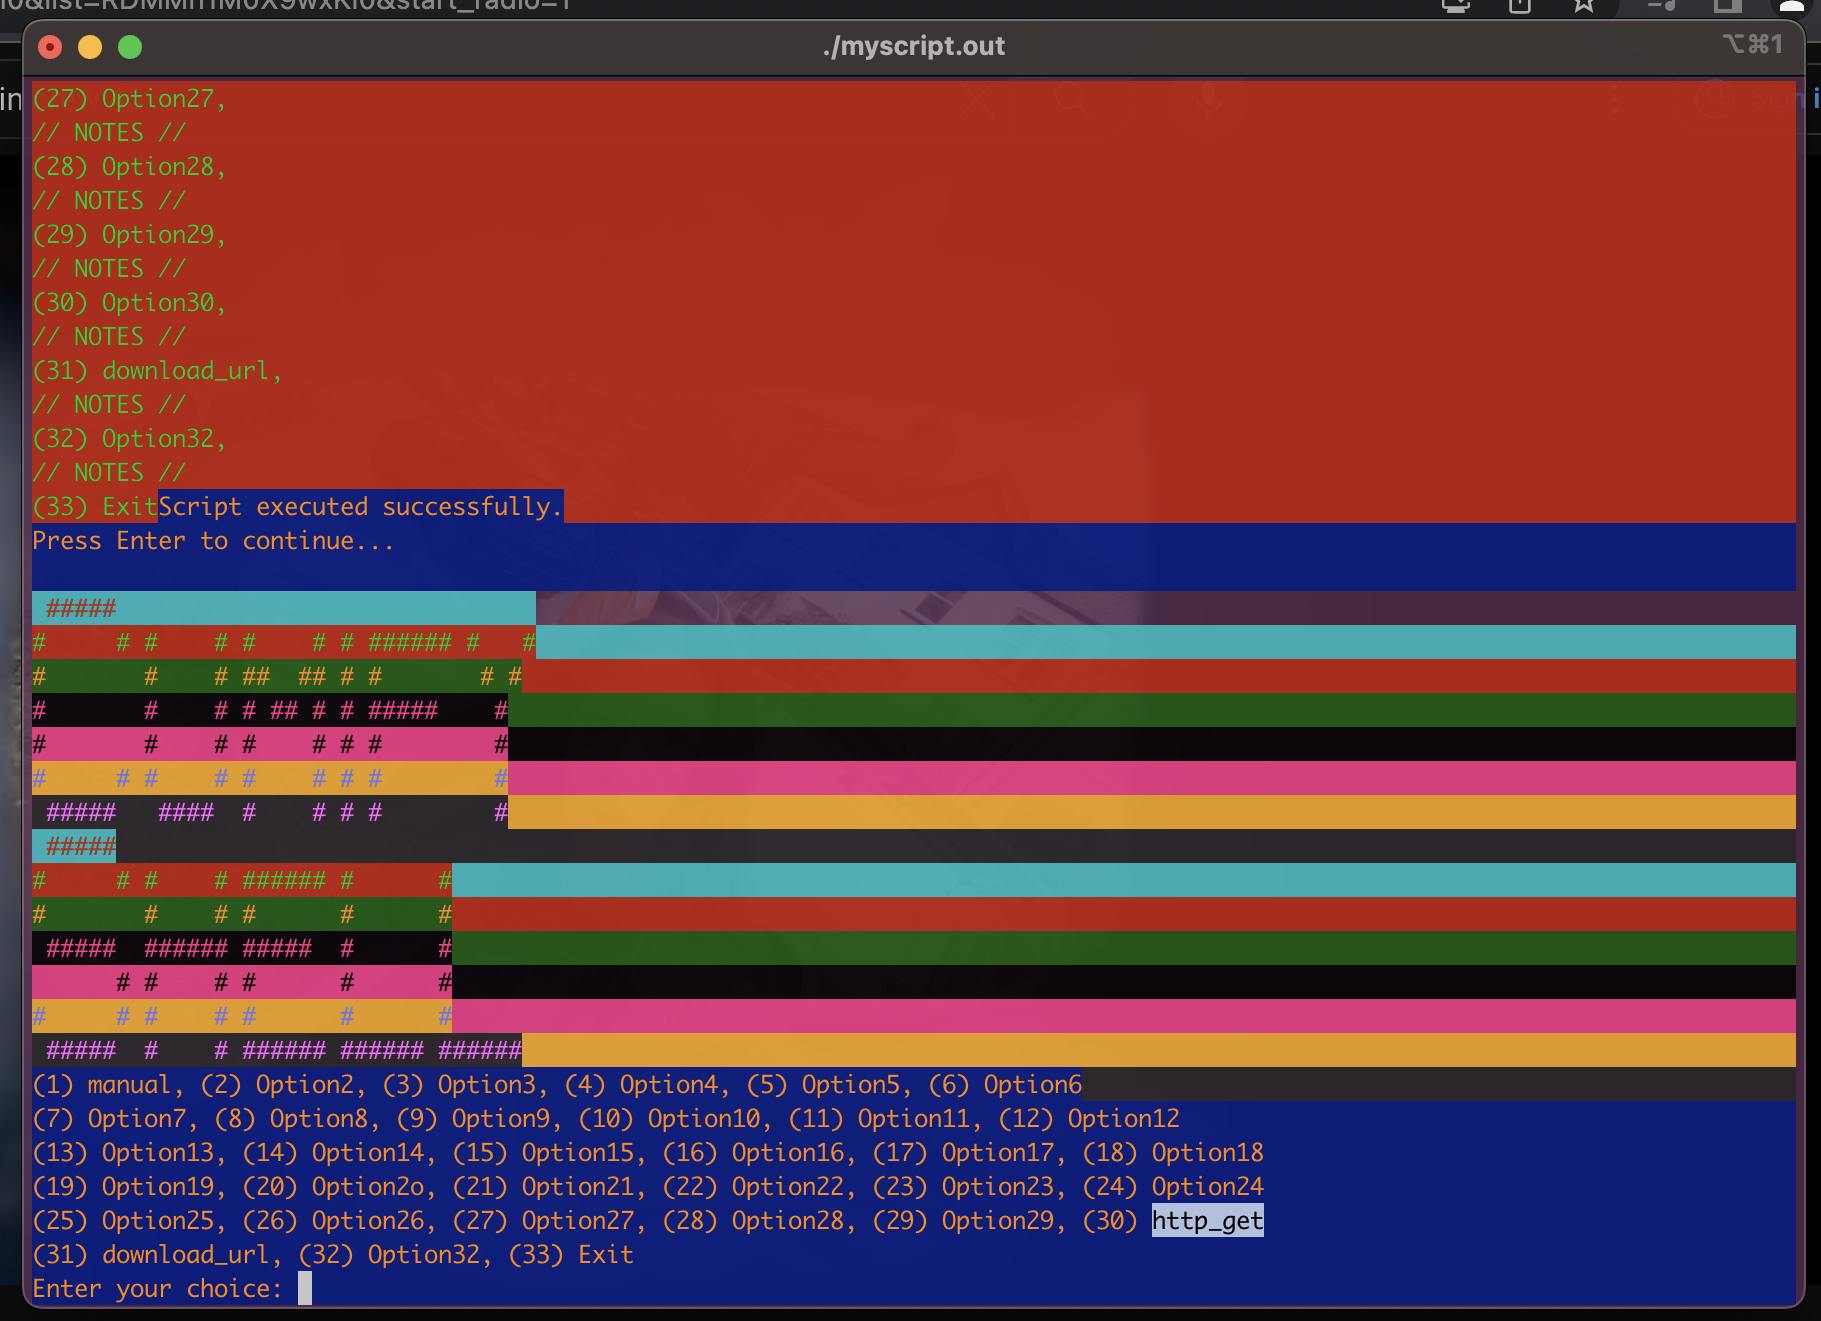 ./myscript.out
⌥⌘1
(27) Option27,
// NOTES //
(28) Option28,
// NOTES //
(29) Option29,
// NOTES //
(30) Option30,
// NOTES //
(31) download_url,
// NOTES //
(32) Option32,
// NOTES //
(33) ExitScript executed successfully.
Press Enter to continue...
 #####
#     # #    # #    # # ###### #   #
#       #    # ##  ## # #       # #
#       #    # # ## # # #####    #
#       #    # #    # # #        #
#     # #    # #    # # #        #
 #####   ####  #    # # #        #
 #####
#     # #    # ###### #      #
#       #    # #      #      #
 #####  ###### #####  #      #
      # #    # #      #      #
#     # #    # #      #      #
 #####  #    # ###### ###### ######
(1) manual, (2) Option2, (3) Option3, (4) Option4, (5) Option5, (6) Option6
(7) Option7, (8) Option8, (9) Option9, (10) Option10, (11) Option11, (12) Option12
(13) Option13, (14) Option14, (15) Option15, (16) Option16, (17) Option17, (18) Option18
(19) Option19, (20) Option2o, (21) Option21, (22) Option22, (23) Option23, (24) Option24
(25) Option25, (26) Option26, (27) Option27, (28) Option28, (29) Option29, (30) http_get
(31) download_url, (32) Option32, (33) Exit
Enter your choice: